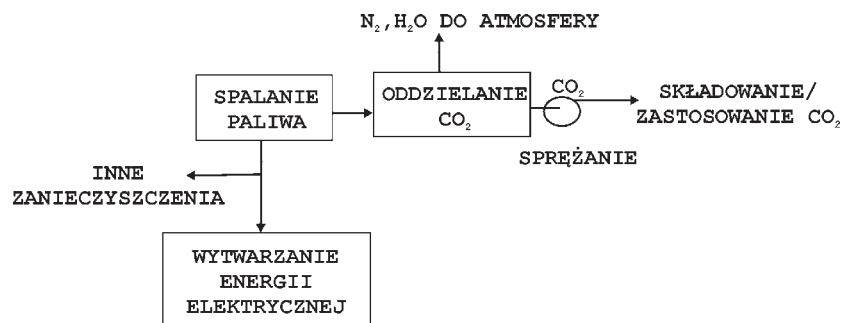 N₂,H₂O DO ATMOSFERY
SPALANIE
PALIWA
ODDZIELANIE
CO₂
CO₂
SKŁADOWANIE/
ZASTOSOWANIE CO₂
SPRĘŻANIE
INNE
ZANIECZYSZCZENIA
WYTWARZANIE
ENERGII
ELEKTRYCZNEJ